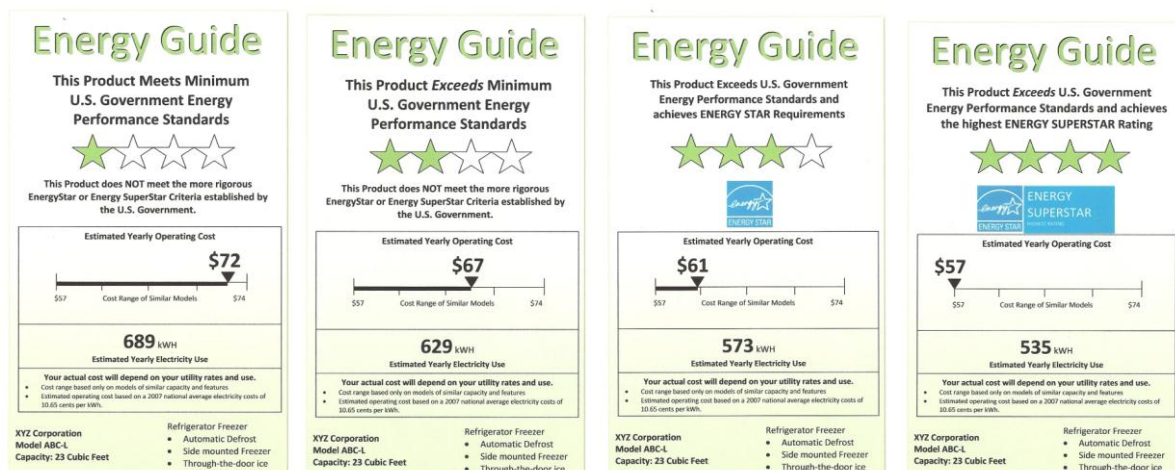 Energy Guide
This Product Meets Minimum
U.S. Government Energy
Performance Standards
This Product does NOT meet the more rigorous
EnergyStar or Energy SuperStar Criteria established by
the U.S. Government.
Estimated Yearly Operating Cost
$72
$57
Cost Range of Similar Models
$74
689 kWH
Estimated Yearly Electricity Use
Your actual cost will depend on your utility rates and use.
• Cost range based only on models of similar capacity and features
• Estimated operating cost based on a 2007 national average electricity costs of
10.65 cents per kWh.
XYZ Corporation
Model ABC-L
Capacity: 23 Cubic Feet
Refrigerator Freezer
• Automatic Defrost
• Side mounted Freezer
• Through-the-door ice
Energy Guide
This Product Exceeds Minimum
U.S. Government Energy
Performance Standards
This Product does NOT meet the more rigorous
EnergyStar or Energy SuperStar Criteria established by
the U.S. Government.
Estimated Yearly Operating Cost
$67
$57
Cost Range of Similar Models
$74
629 kWH
Estimated Yearly Electricity Use
Your actual cost will depend on your utility rates and use.
• Cost range based only on models of similar capacity and features
• Estimated operating cost based on a 2007 national average electricity costs of
10.65 cents per kWh.
XYZ Corporation
Model ABC-L
Capacity: 23 Cubic Feet
Refrigerator Freezer
• Automatic Defrost
• Side mounted Freezer
• Through-the-door ice
Energy Guide
This Product Exceeds U.S. Government
Energy Performance Standards and
achieves ENERGY STAR Requirements
energy
ENERGY STAR
Estimated Yearly Operating Cost
$61
$57
Cost Range of Similar Models
$74
573 kWH
Estimated Yearly Electricity Use
Your actual cost will depend on your utility rates and use.
• Cost range based only on models of similar capacity and features
• Estimated operating cost based on a 2007 national average electricity costs of
10.65 cents per kWh.
XYZ Corporation
Model ABC-L
Capacity: 23 Cubic Feet
Refrigerator Freezer
• Automatic Defrost
• Side mounted Freezer
• Through-the-door ice
Energy Guide
This Product Exceeds U.S. Government
Energy Performance Standards and achieves
the highest ENERGY SUPERSTAR Rating
energy
ENERGY STAR
ENERGY
SUPERSTAR
Estimated Yearly Operating Cost
$57
$57
Cost Range of Similar Models
$74
535 kWH
Estimated Yearly Electricity Use
Your actual cost will depend on your utility rates and use.
• Cost range based only on models of similar capacity and features
• Estimated operating cost based on a 2007 national average electricity costs of
10.65 cents per kWh.
XYZ Corporation
Model ABC-L
Capacity: 23 Cubic Feet
Refrigerator Freezer
• Automatic Defrost
• Side mounted Freezer
• Through-the-door ice